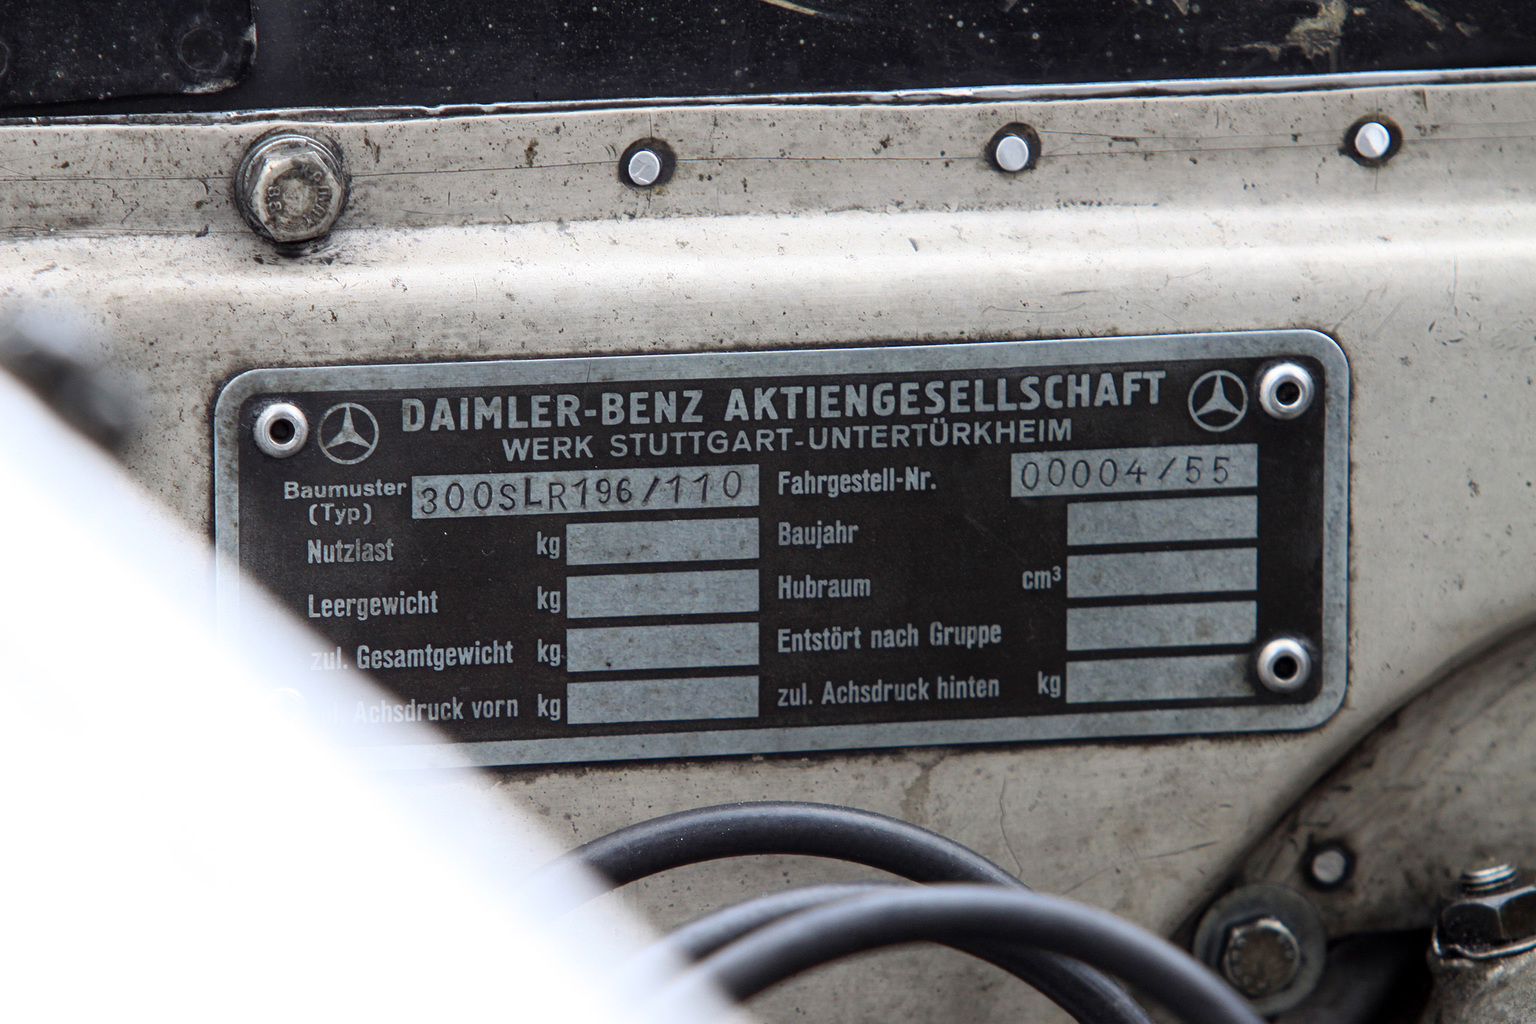 DAIMLER-BENZ AKTIENGESELLSCHAFT
WERK STUTTGART-UNTERTÜRKHEIM
Baumuster (Typ) 300SLR196/110
Fahrgestell-Nr. 00004/55
Nutzlast kg
Baujahr
Leergewicht kg
Hubraum cm³
zul. Gesamtgewicht kg
Entstört nach Gruppe
Achsdruck vorn kg
zul. Achsdruck hinten kg